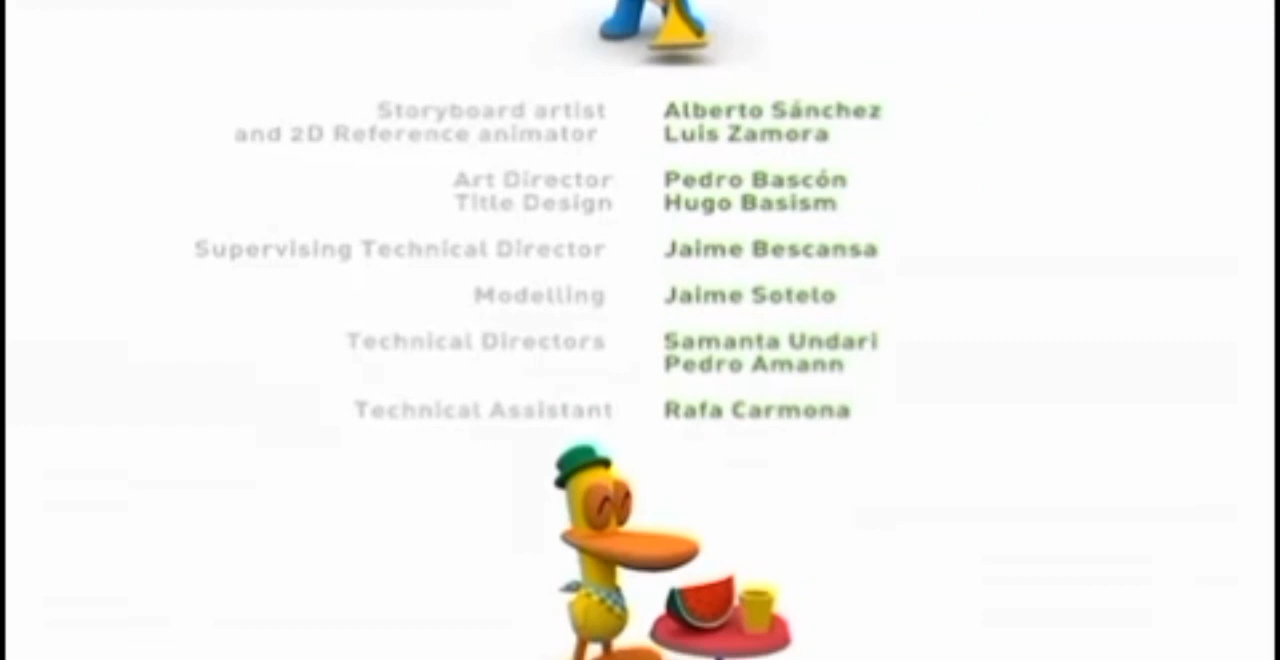 Storyboard artist Alberto Sánchez
and 2D Reference animator Luis Zamora
Art Director Pedro Bascón
Title Design Hugo Basism
Supervising Technical Director Jaime Bescansa
Modelling Jaime Sotelo
Technical Directors Samanta Undari
Pedro Amann
Technical Assistant Rafa Carmona